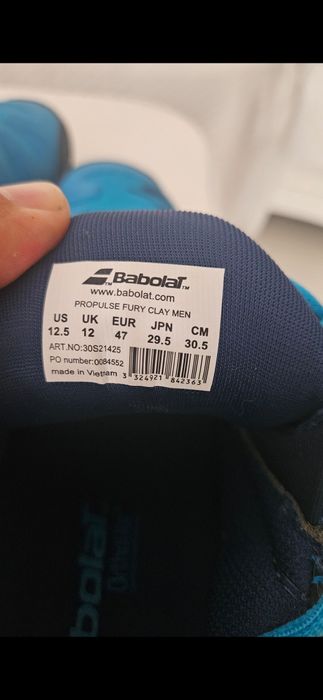 Babolat
www.babolat.com
PROPULSE FURY CLAY MEN
US UK EUR JPN CM
12.5 12 47 29.5 30.5
ART.NO:30S21425
PO number:0084552
made in Vietnam 3 324921 842363
Babolat